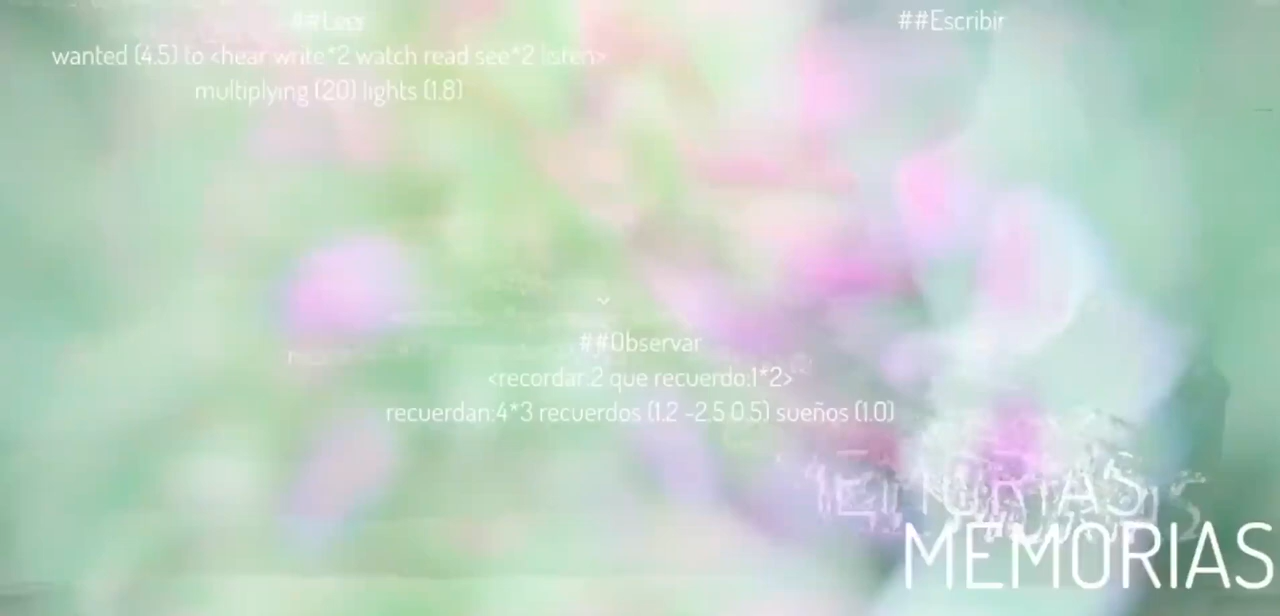 ##Leer
wanted (4.5) to <hear write*2 watch read see*2 listen>
multiplying (20) lights (1.8)
##Escribir
##Observar
<recordar:2 que recuerdo:1*2>
recuerdan:4*3 recuerdos (1.2 -2.5 0.5) sueños (1.0)
MEMORIAS